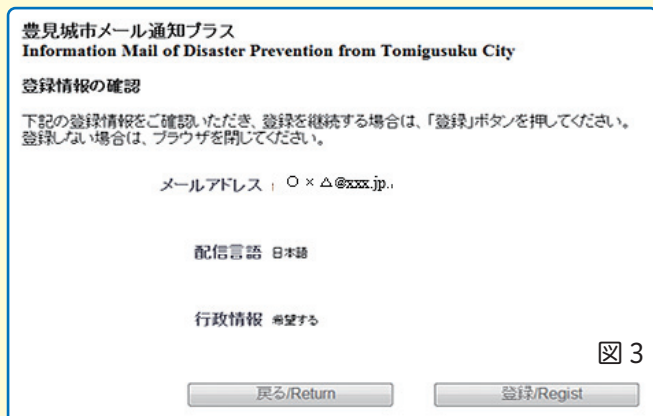 豊見城市メール通知プラス
Information Mail of Disaster Prevention from Tomigusuku City
登録情報の確認
下記の登録情報をご確認いただき、登録を継続する場合は、「登録」ボタンを押してください。
登録しない場合は、ブラウザを閉じてください。
メールアドレス : ○ × △@xxx.jp.
配信言語 日本語
行政情報 希望する
図 3
戻る/Return 登録/Regist